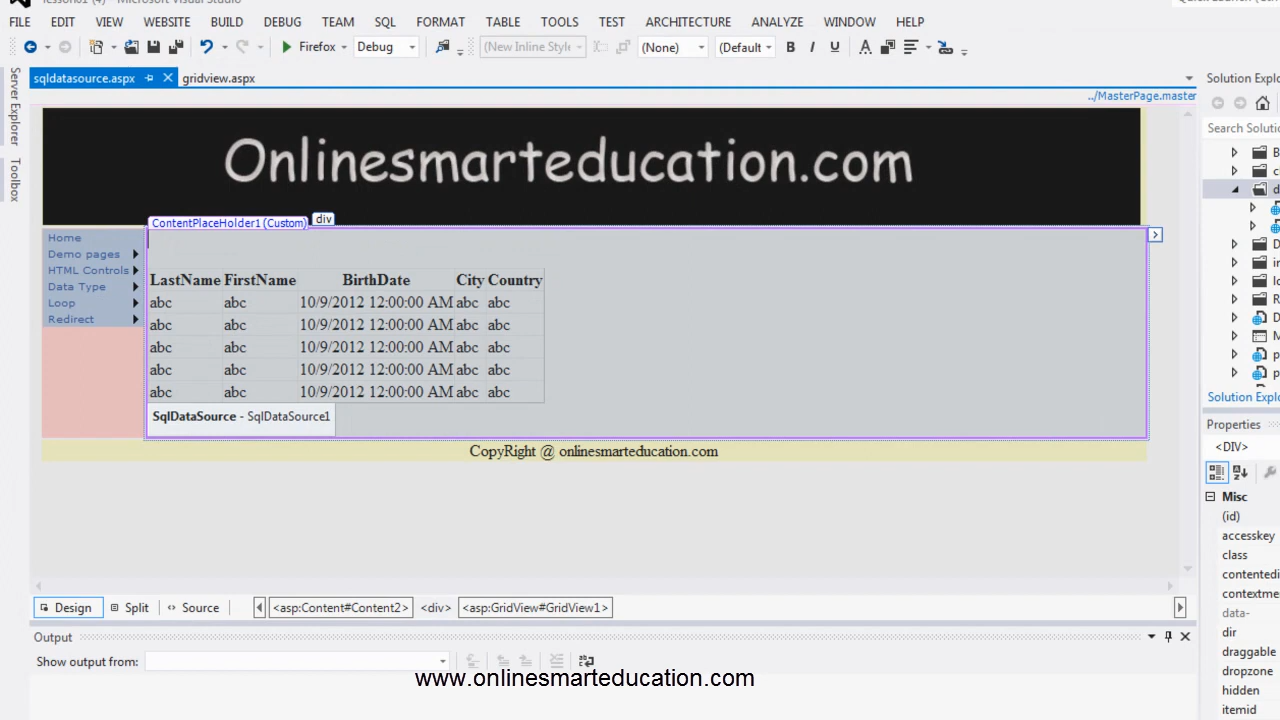 lesson01 (4) - Microsoft Visual Studio
FILE EDIT VIEW WEBSITE BUILD DEBUG TEAM SQL FORMAT TABLE TOOLS TEST ARCHITECTURE ANALYZE WINDOW HELP
Firefox Debug (New Inline Style (None) (Default B I U A
Server Explorer
Toolbox
sqldatasource.aspx gridview.aspx
../MasterPage.master
Onlinesmarteducation.com
ContentPlaceHolder1 (Custom) div
Home
Demo pages
HTML Controls
Data Type
Loop
Redirect
LastName FirstName BirthDate City Country
abc abc 10/9/2012 12:00:00 AM abc abc
abc abc 10/9/2012 12:00:00 AM abc abc
abc abc 10/9/2012 12:00:00 AM abc abc
abc abc 10/9/2012 12:00:00 AM abc abc
abc abc 10/9/2012 12:00:00 AM abc abc
SqlDataSource - SqlDataSource1
CopyRight @ onlinesmarteducation.com
Design Split Source <asp:Content#Content2> <div> <asp:GridView#GridView1>
Output
Show output from:
www.onlinesmarteducation.com
Solution Explo
Search Solutio
B
c
d
D
in
R
D
M
p
p
Solution Explo
Properties
<DIV>
Misc
(id)
accesskey
class
contentedi
contextme
data-
dir
draggable
dropzone
hidden
itemid